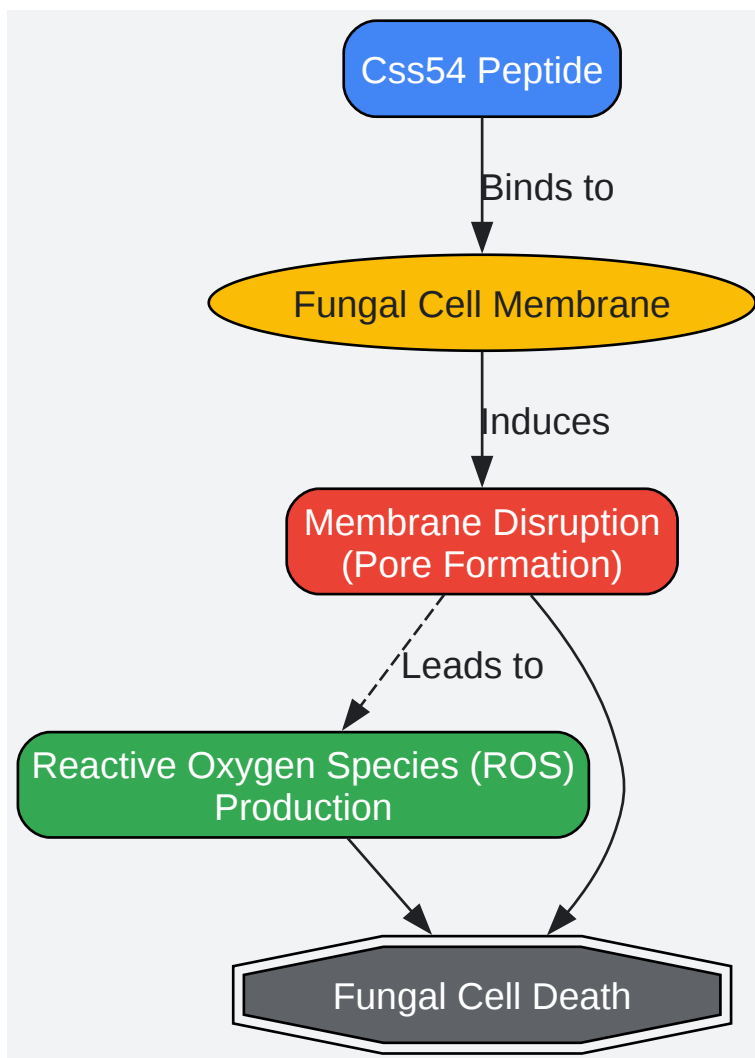 Css54 Peptide
Binds to
Fungal Cell Membrane
Induces
Membrane Disruption
(Pore Formation)
Leads to
Reactive Oxygen Species (ROS)
Production
Fungal Cell Death